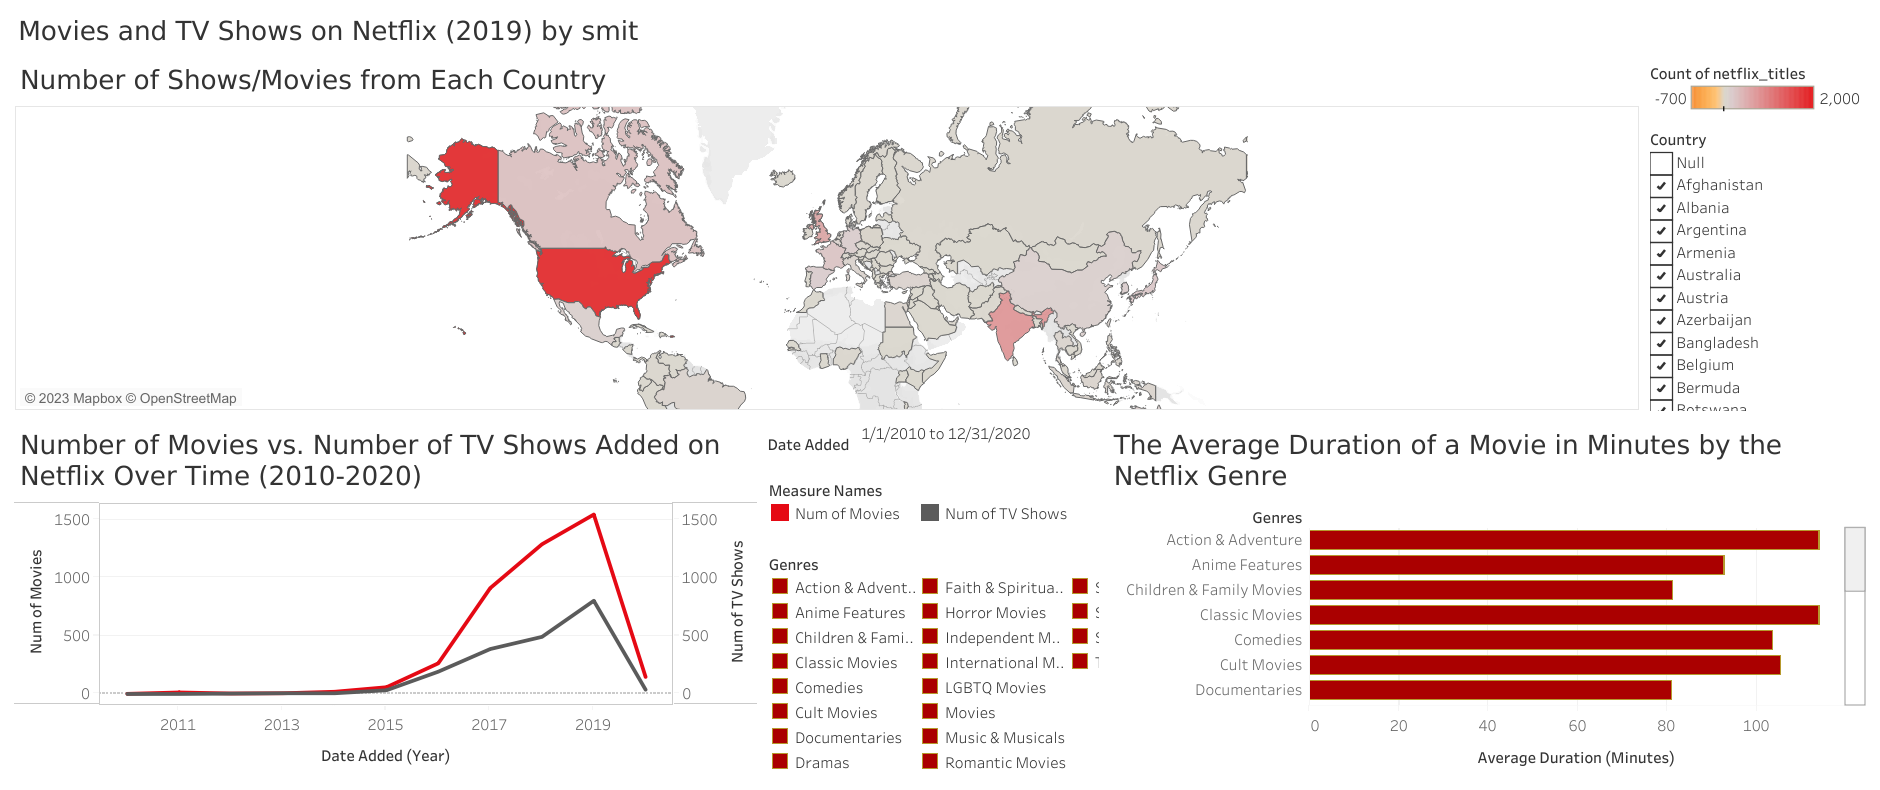 Movies and TV Shows on Netflix (2019) by smit
Number of Shows/Movies from Each Country
Count of netflix_titles
-700
2,000
Country
Null
Afghanistan
Albania
Argentina
Armenia
Australia
Austria
Azerbaijan
Bangladesh
Belgium
Bermuda
Botswana
© 2023 Mapbox © OpenStreetMap
Number of Movies vs. Number of TV Shows Added on
Netflix Over Time (2010-2020)
Num of Movies
1500
1000
500
0
1500
1000
500
0
Num of TV Shows
2011
2013
2015
2017
2019
Date Added (Year)
Date Added
1/1/2010 to 12/31/2020
Measure Names
Num of Movies
Num of TV Shows
Genres
Action & Advent..
Anime Features
Children & Fami..
Classic Movies
Comedies
Cult Movies
Documentaries
Dramas
Faith & Spiritua..
Horror Movies
Independent M..
International M..
LGBTQ Movies
Movies
Music & Musicals
Romantic Movies
The Average Duration of a Movie in Minutes by the
Netflix Genre
Genres
Action & Adventure
Anime Features
Children & Family Movies
Classic Movies
Comedies
Cult Movies
Documentaries
0
20
40
60
80
100
Average Duration (Minutes)